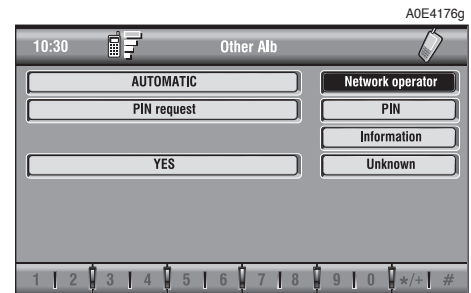 A0E4176g
10:30 Other Alb
AUTOMATIC Network operator
PIN request PIN
Information
YES Unknown
1 2 3 4 5 6 7 8 9 0 */+ #